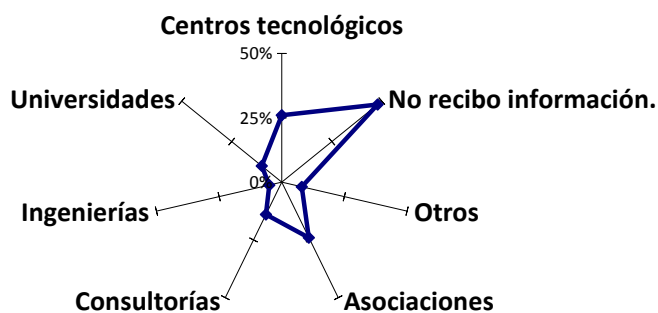 Centros tecnológicos
50%
Universidades
No recibo información.
25%
0%
Ingenierías
Otros
Consultorías
Asociaciones